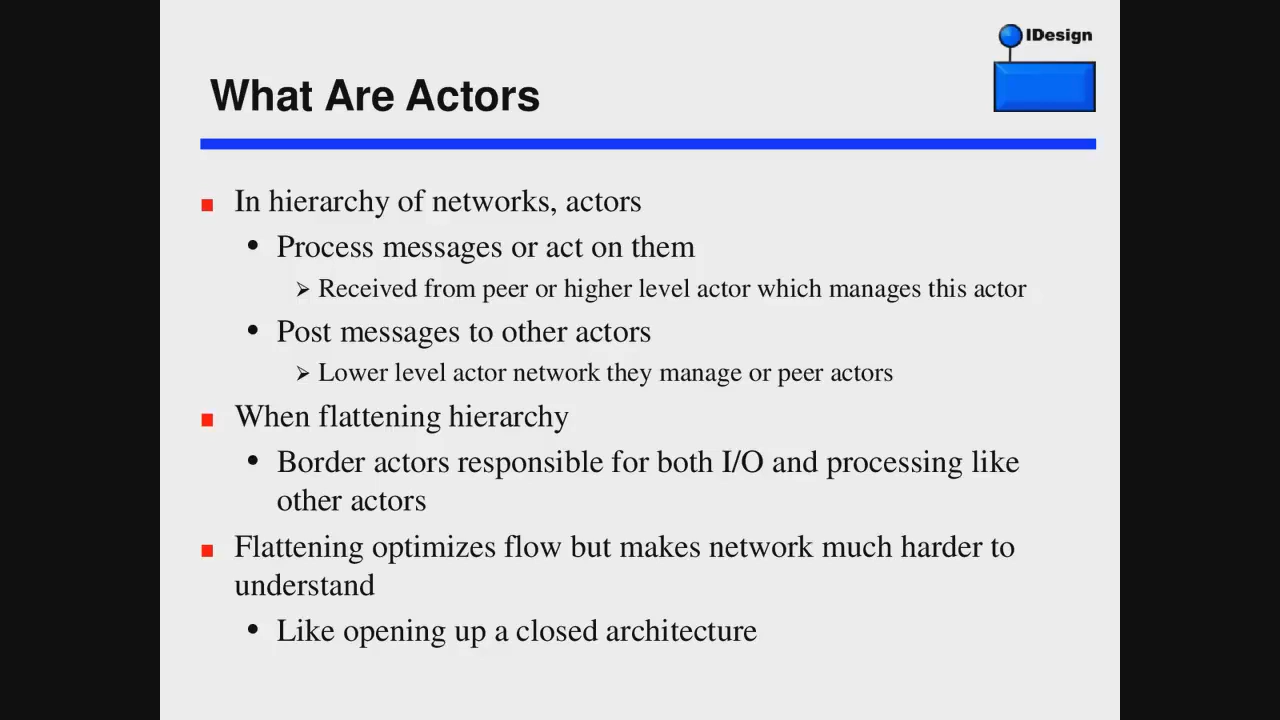 IDesign
What Are Actors
In hierarchy of networks, actors
• Process messages or act on them
➢ Received from peer or higher level actor which manages this actor
• Post messages to other actors
➢ Lower level actor network they manage or peer actors
When flattening hierarchy
• Border actors responsible for both I/O and processing like
other actors
Flattening optimizes flow but makes network much harder to
understand
• Like opening up a closed architecture